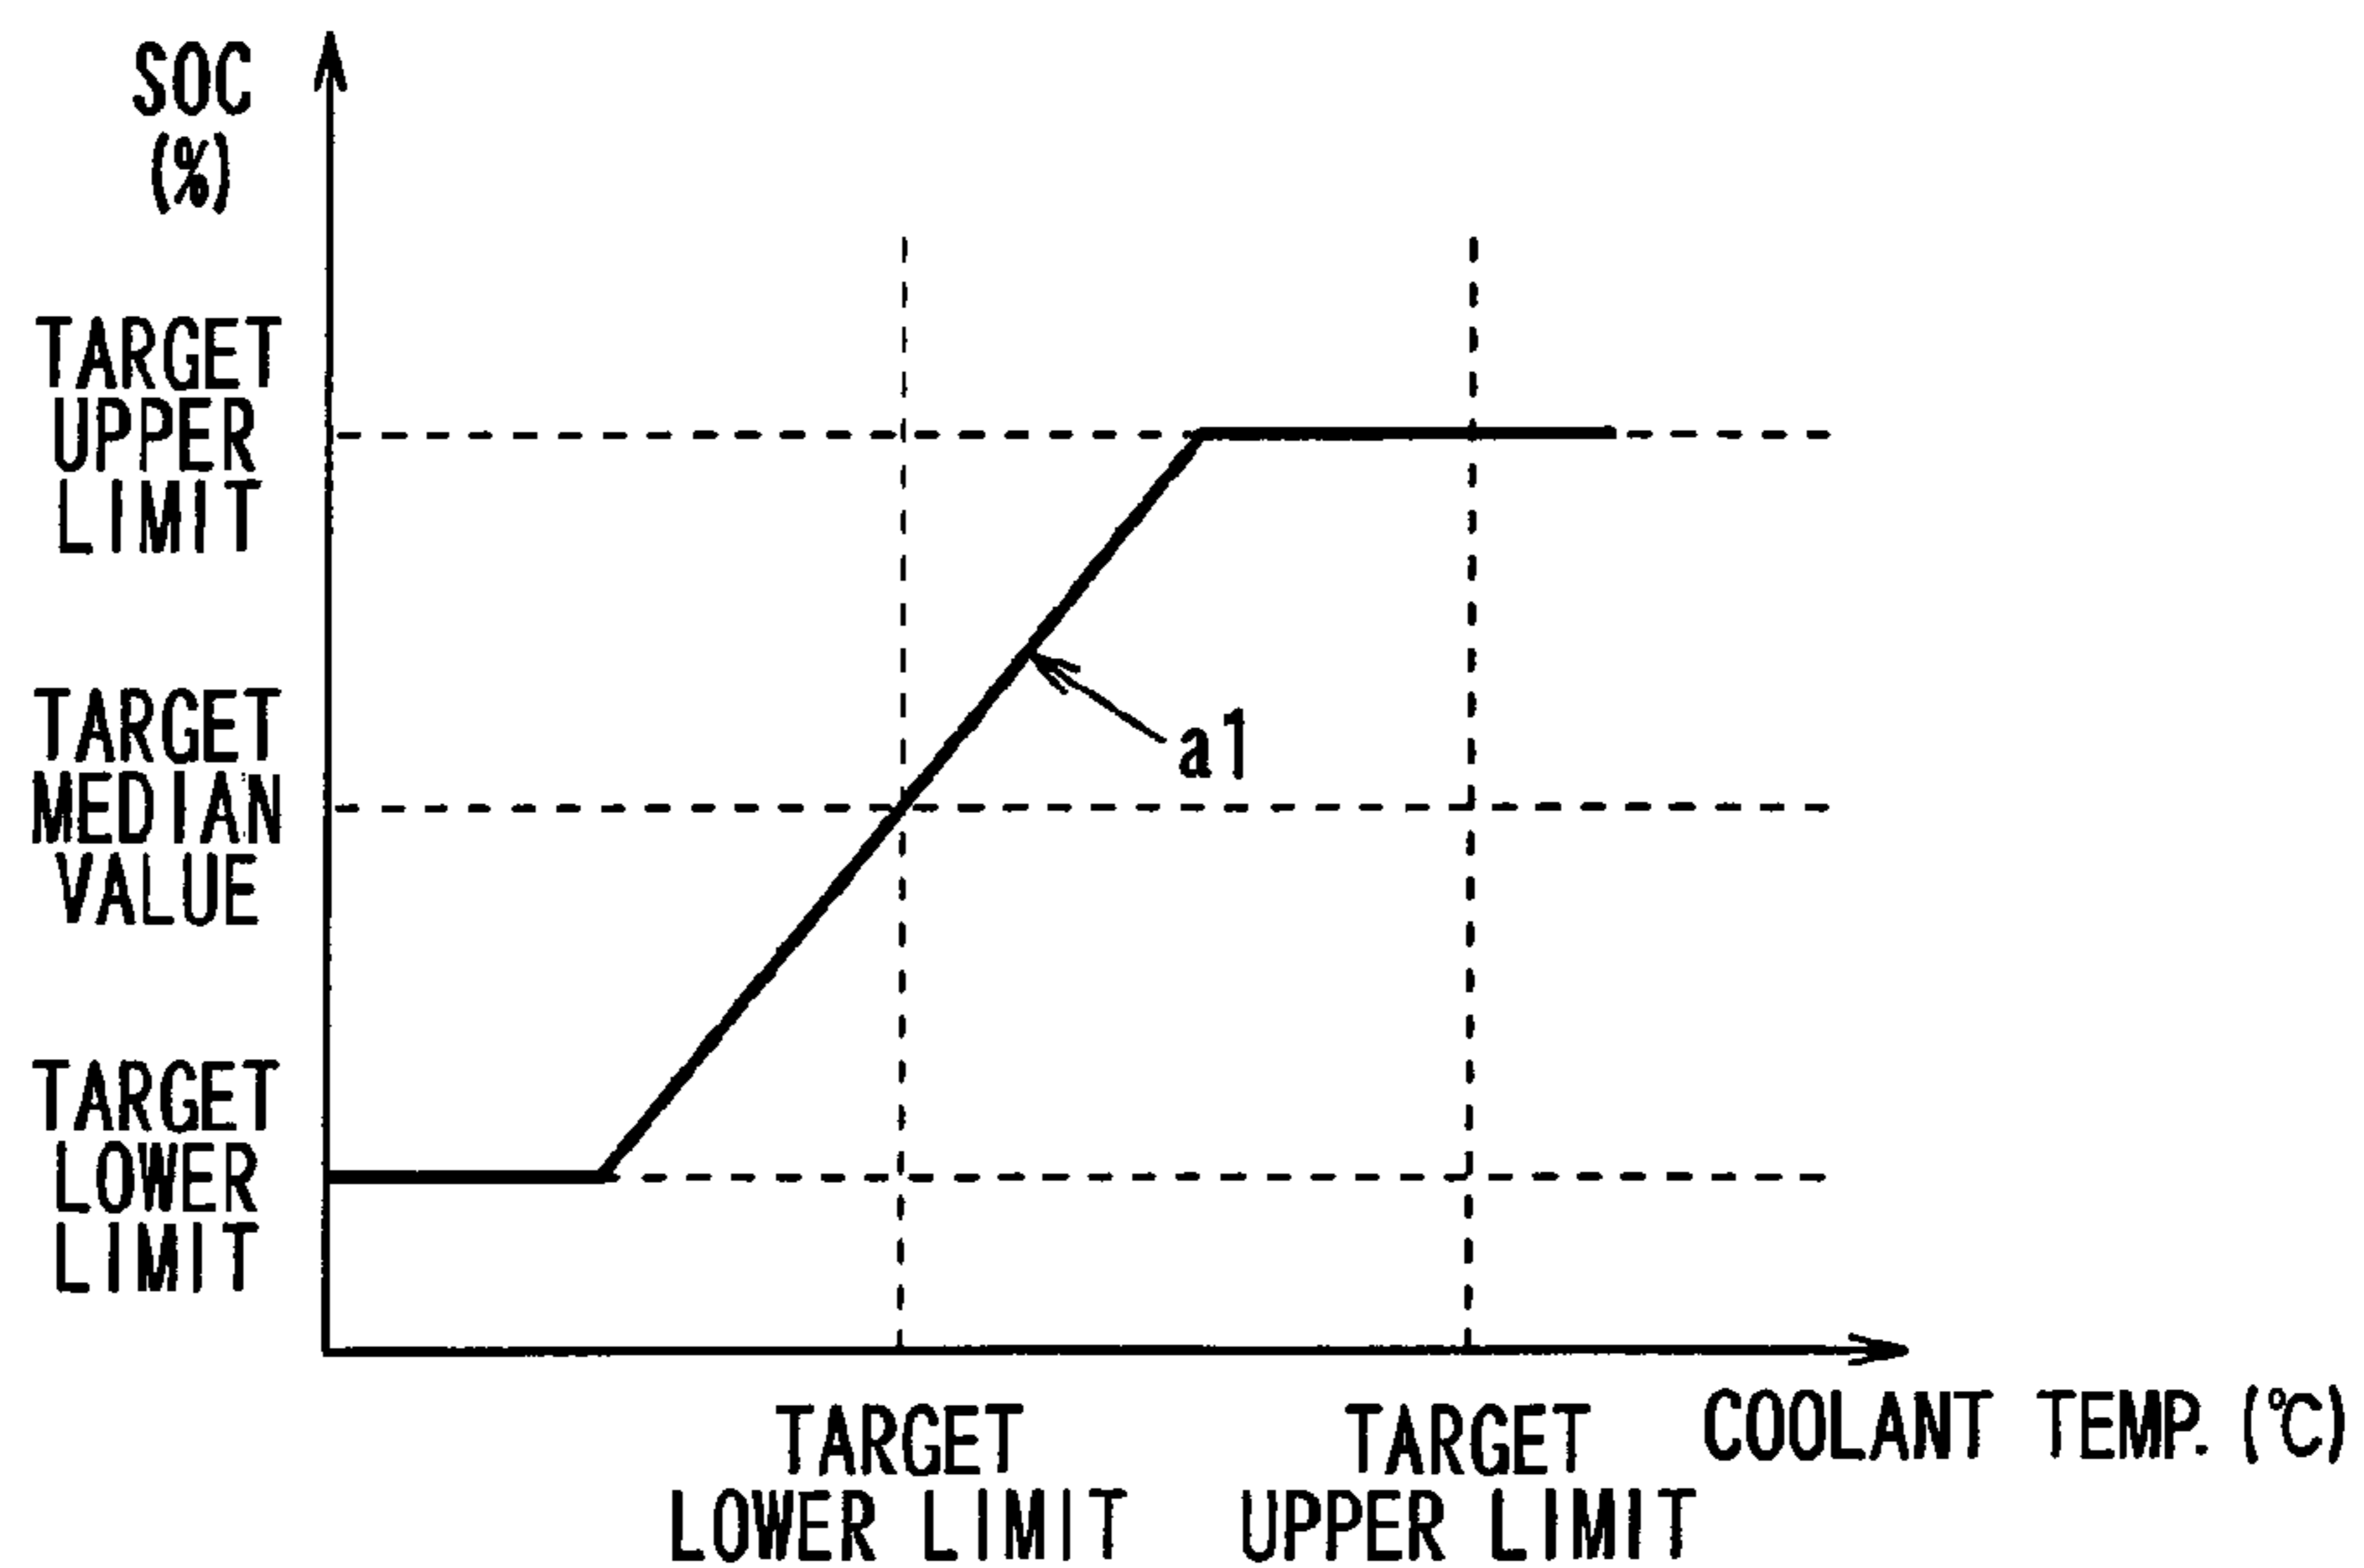 SOC
(%)
TARGET
UPPER
LIMIT
TARGET
MEDIAN
VALUE
TARGET
LOWER
LIMIT
a1
TARGET
LOWER LIMIT
TARGET
UPPER LIMIT
COOLANT TEMP. (℃)